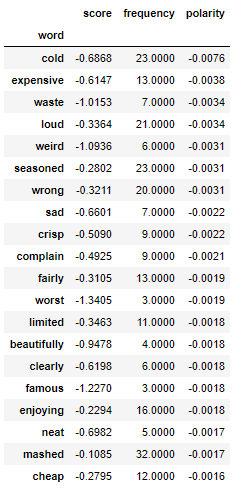 score frequency polarity
word
cold -0.6868 23.0000 -0.0076
expensive -0.6147 13.0000 -0.0038
waste -1.0153 7.0000 -0.0034
loud -0.3364 21.0000 -0.0034
weird -1.0936 6.0000 -0.0031
seasoned -0.2802 23.0000 -0.0031
wrong -0.3211 20.0000 -0.0031
sad -0.6601 7.0000 -0.0022
crisp -0.5090 9.0000 -0.0022
complain -0.4925 9.0000 -0.0021
fairly -0.3105 13.0000 -0.0019
worst -1.3405 3.0000 -0.0019
limited -0.3463 11.0000 -0.0018
beautifully -0.9478 4.0000 -0.0018
clearly -0.6198 6.0000 -0.0018
famous -1.2270 3.0000 -0.0018
enjoying -0.2294 16.0000 -0.0018
neat -0.6982 5.0000 -0.0017
mashed -0.1085 32.0000 -0.0017
cheap -0.2795 12.0000 -0.0016